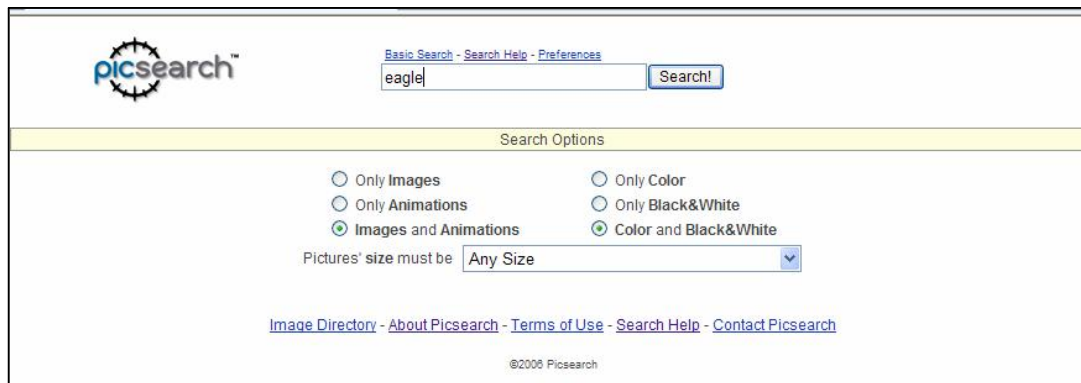 picsearch™
Basic Search - Search Help - Preferences
eagle
Search!
Search Options
Only Images
Only Color
Only Animations
Only Black&White
Images and Animations
Color and Black&White
Pictures' size must be Any Size
Image Directory - About Picsearch - Terms of Use - Search Help - Contact Picsearch
©2006 Picsearch